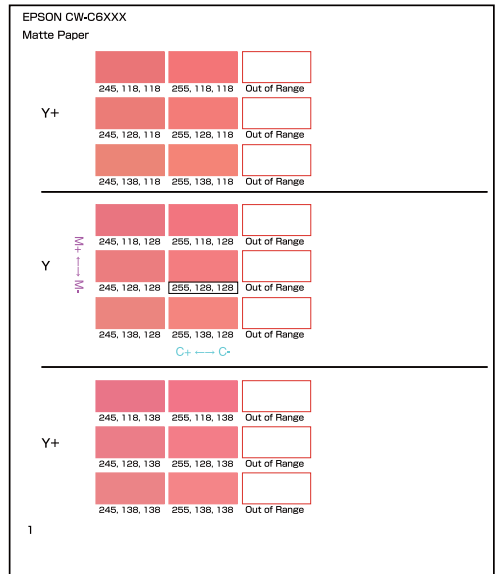 EPSON CW-C6XXX
Matte Paper
245, 118, 118 255, 118, 118 Out of Range
Y+
245, 128, 118 255, 128, 118 Out of Range
245, 138, 118 255, 138, 118 Out of Range
245, 118, 128 255, 118, 128 Out of Range
Y
M+ ←→ M-
245, 128, 128 255, 128, 128 Out of Range
245, 138, 128 255, 138, 128 Out of Range
C+ ←→ C-
245, 118, 138 255, 118, 138 Out of Range
Y+
245, 128, 138 255, 128, 138 Out of Range
245, 138, 138 255, 138, 138 Out of Range
1